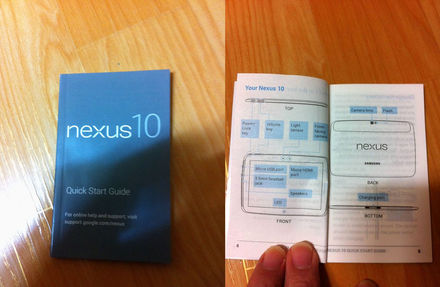 nexus 10
Quick Start Guide
For online help and support, visit
support.google.com/nexus
Your Nexus 10
TOP
Power/
Lock
key
Volume
key
Light
sensor
Micro USB port
3.5mm headset
jack
Micro HDMI
port
Speakers
LED
FRONT
4
Camera lens
Flash
nexus
SAMSUNG
BACK
Charging port
BOTTOM
NEXUS 10 QUICK START GUIDE